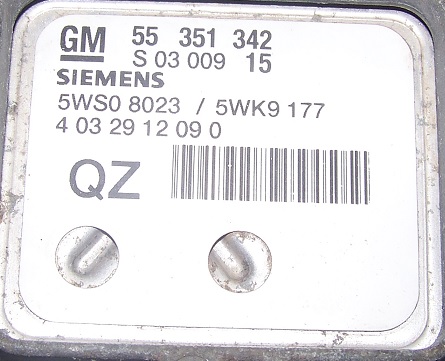 GM 55 351 342
S 03 009 15
SIEMENS
5WS0 8023 / 5WK9 177
4 03 29 12 09 0
QZ